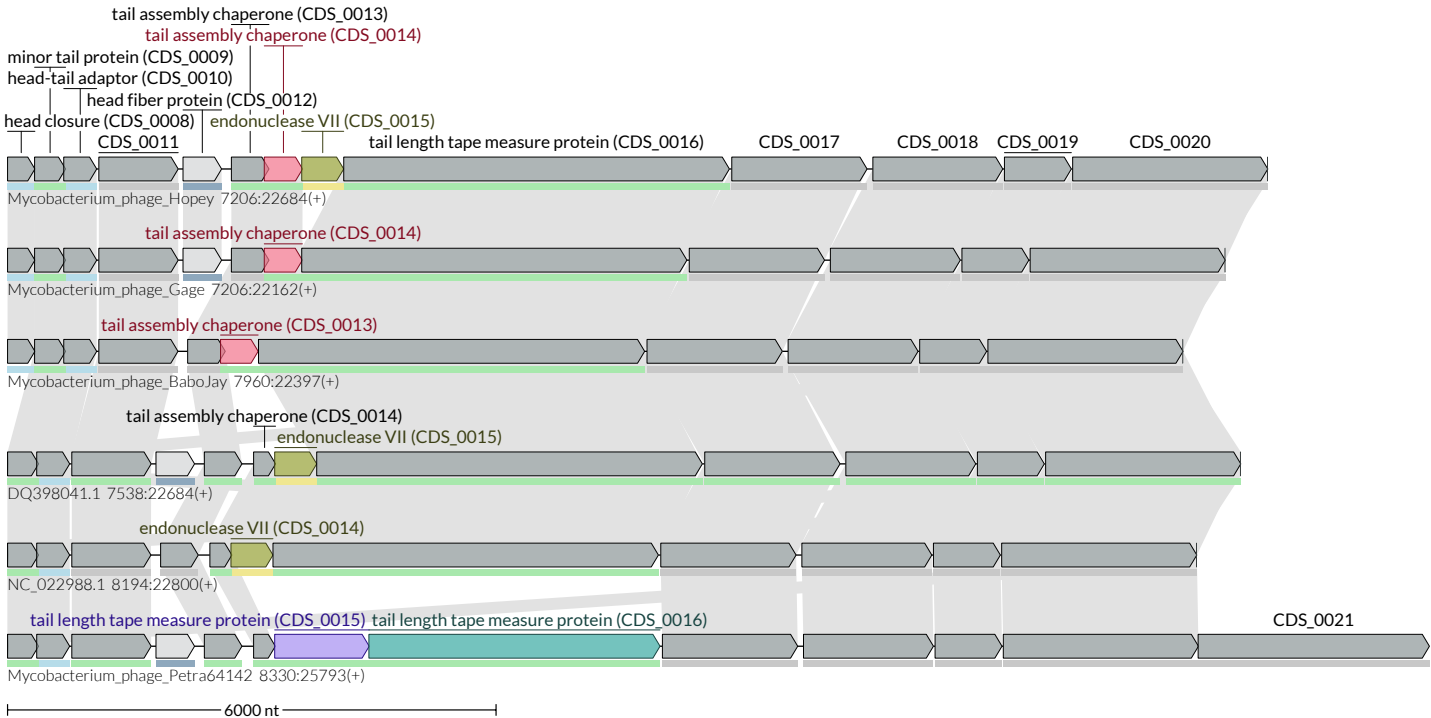 tail assembly chaperone (CDS_0013)
tail assembly chaperone (CDS_0014)
minor tail protein (CDS_0009)
head-tail adaptor (CDS_0010)
head fiber protein (CDS_0012)
head closure (CDS_0008) endonuclease VII (CDS_0015)
CDS_0011 tail length tape measure protein (CDS_0016) CDS_0017 CDS_0018 CDS_0019 CDS_0020
Mycobacterium_phage_Hopey 7206:22684(+)
tail assembly chaperone (CDS_0014)
Mycobacterium_phage_Gage 7206:22162(+)
tail assembly chaperone (CDS_0013)
Mycobacterium_phage_BaboJay 7960:22397(+)
tail assembly chaperone (CDS_0014)
endonuclease VII (CDS_0015)
DQ398041.1 7538:22684(+)
endonuclease VII (CDS_0014)
NC_022988.1 8194:22800(+)
tail length tape measure protein (CDS_0015) tail length tape measure protein (CDS_0016) CDS_0021
Mycobacterium_phage_Petra64142 8330:25793(+)
6000 nt